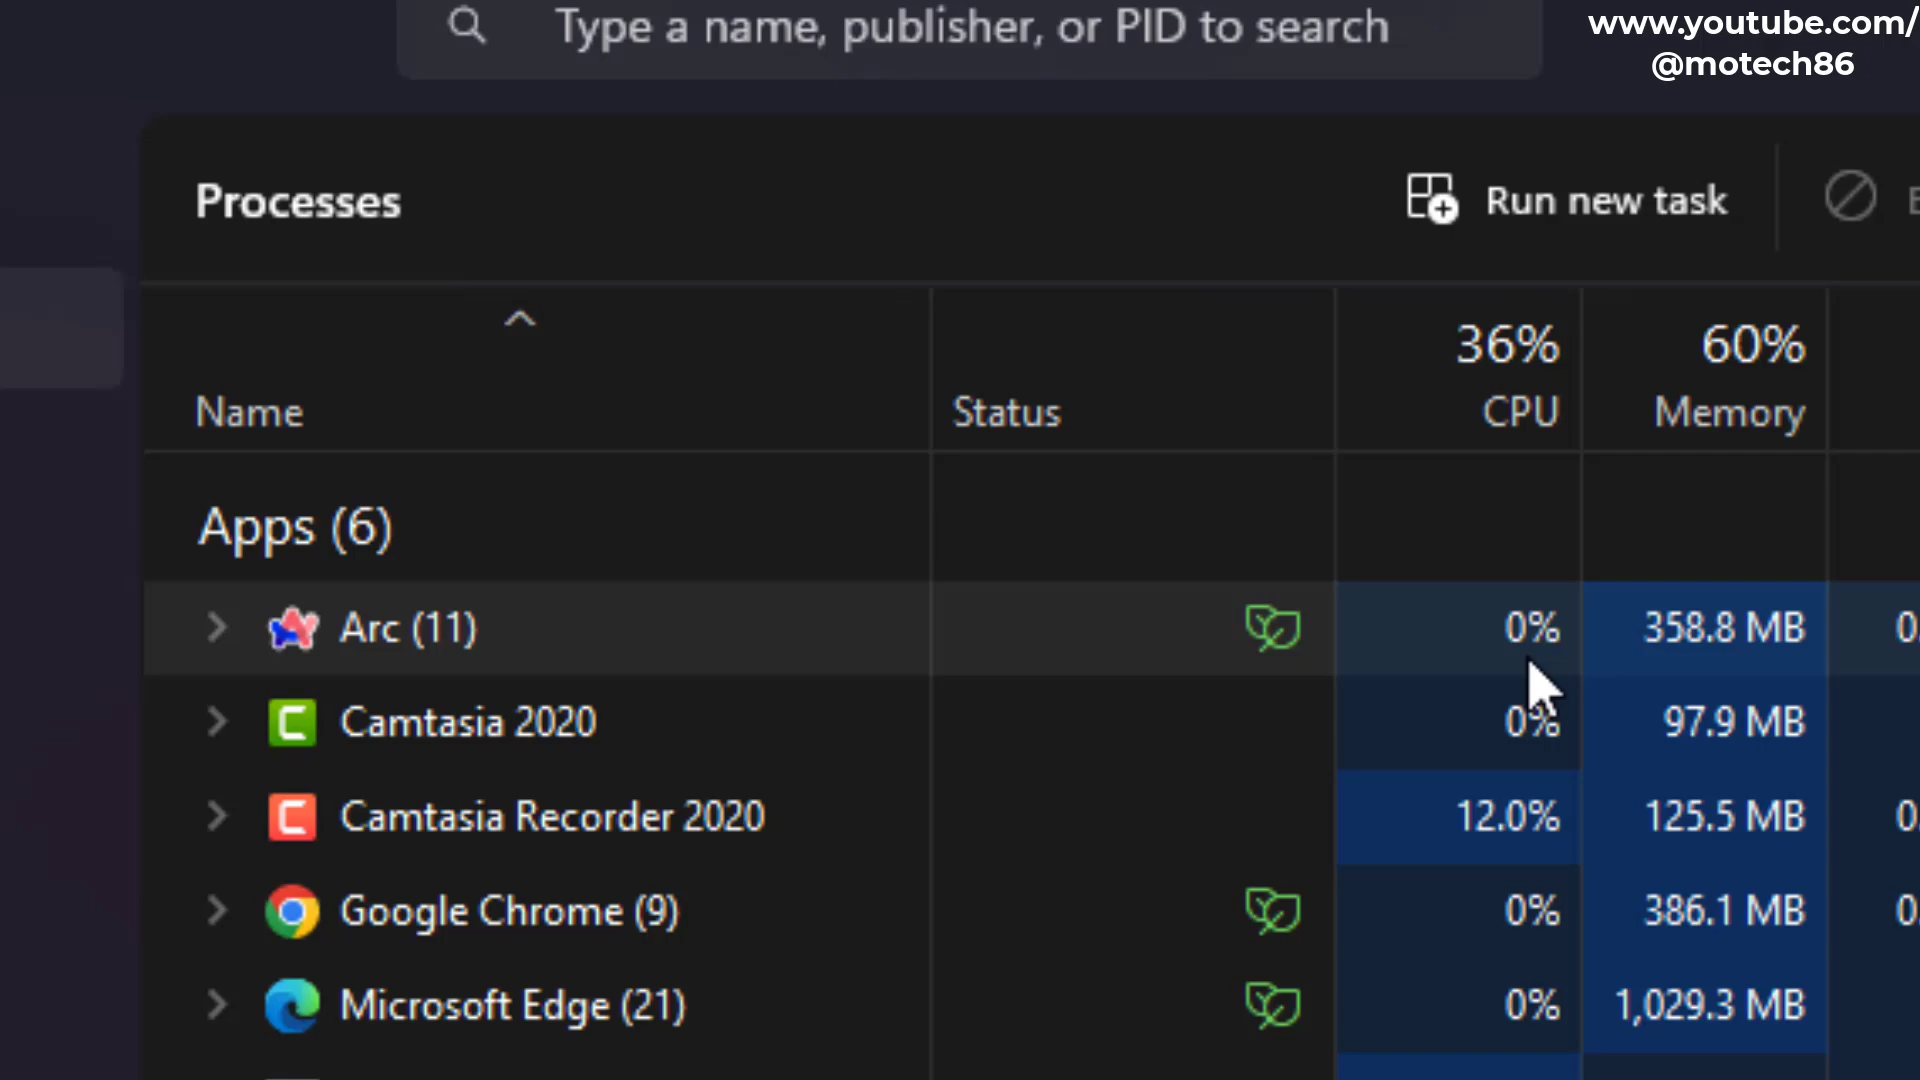 Type a name, publisher, or PID to search
www.youtube.com/
@motech86
Processes
Run new task
36%
60%
Name
Status
CPU
Memory
Apps (6)
Arc (11)
0%
358.8 MB
0.
Camtasia 2020
0%
97.9 MB
Camtasia Recorder 2020
12.0%
125.5 MB
0.
Google Chrome (9)
0%
386.1 MB
0.
Microsoft Edge (21)
0%
1,029.3 MB